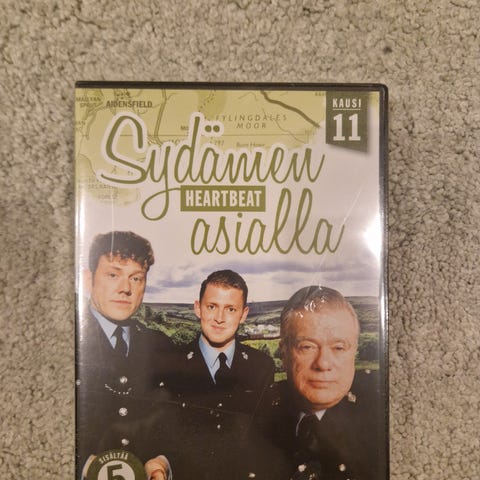 AIDENSFIELD
FYLINGDALES
MOOR
KAUSI
11
Sydämen
HEARTBEAT
asialla
SISÄLTÄÄ
5